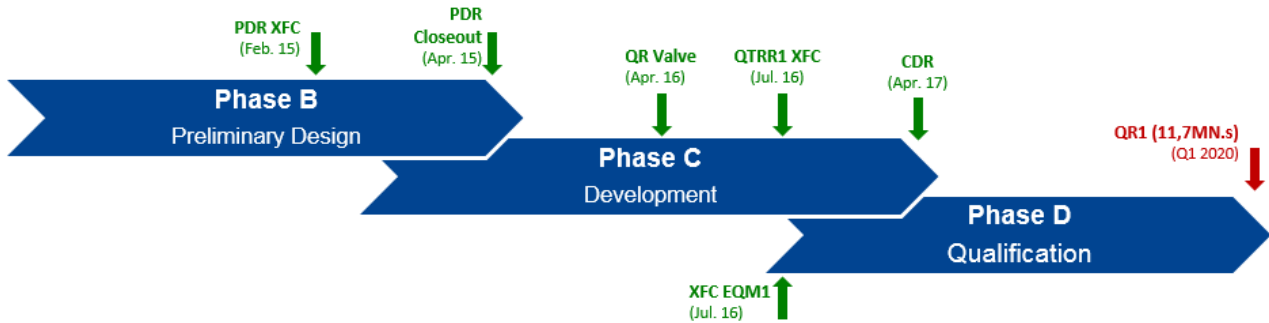 PDR XFC
(Feb. 15)
PDR
Closeout
(Apr. 15)
QR Valve
(Apr. 16)
QTRR1 XFC
(Jul. 16)
CDR
(Apr. 17)
QR1 (11,7MN.s)
(Q1 2020)
Phase B
Preliminary Design
Phase C
Development
Phase D
Qualification
XFC EQM1
(Jul. 16)